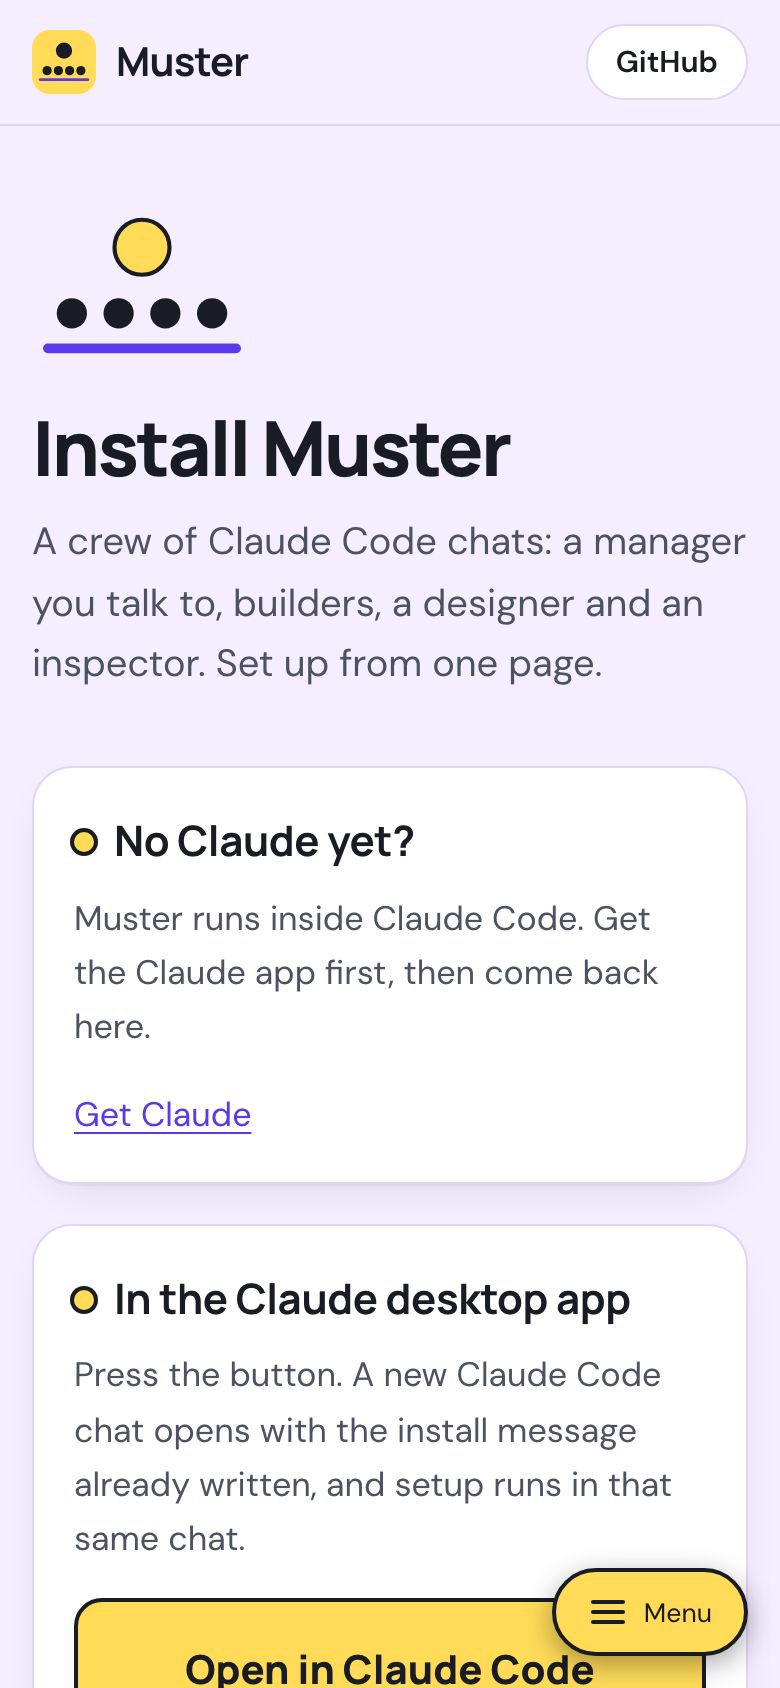 Muster
GitHub
Install Muster
A crew of Claude Code chats: a manager
you talk to, builders, a designer and an
inspector. Set up from one page.
No Claude yet?
Muster runs inside Claude Code. Get
the Claude app first, then come back
here.
Get Claude
In the Claude desktop app
Press the button. A new Claude Code
chat opens with the install message
already written, and setup runs in that
same chat.
Menu
Open in Claude Code